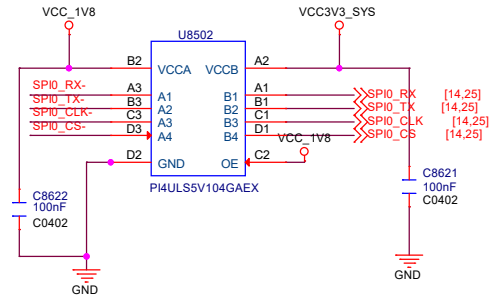 VCC_1V8
VCC3V3_SYS
U8502
B2 VCCA VCCB A2
SPI0_RX- A3 A1 B1 A1 SPI0_RX [14,25]
SPI0_TX- B3 A2 B2 B1 SPI0_TX [14,25]
SPI0_CLK- C3 A3 B3 C1 SPI0_CLK [14,25]
SPI0_CS- D3 A4 B4 D1 SPI0_CS [14,25]
VCC_1V8
D2 GND OE C2
PI4ULS5V104GAEX
C8622
100nF
C0402
C8621
100nF
C0402
GND
GND